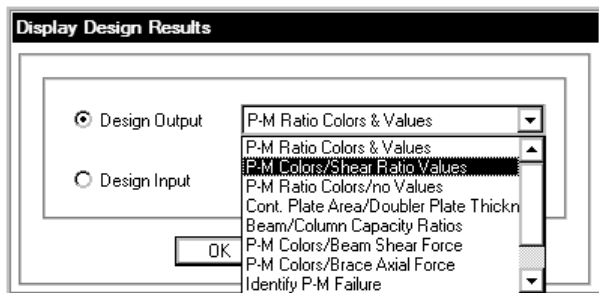 Display Design Results
Design Output
P-M Ratio Colors & Values
P-M Ratio Colors & Values
P-M Colors/Shear Ratio Values
Design Input
P-M Ratio Colors/no Values
Cont. Plate Area/Doubler Plate Thickn
Beam/Column Capacity Ratios
OK
P-M Colors/Beam Shear Force
P-M Colors/Brace Axial Force
Identify P-M Failure